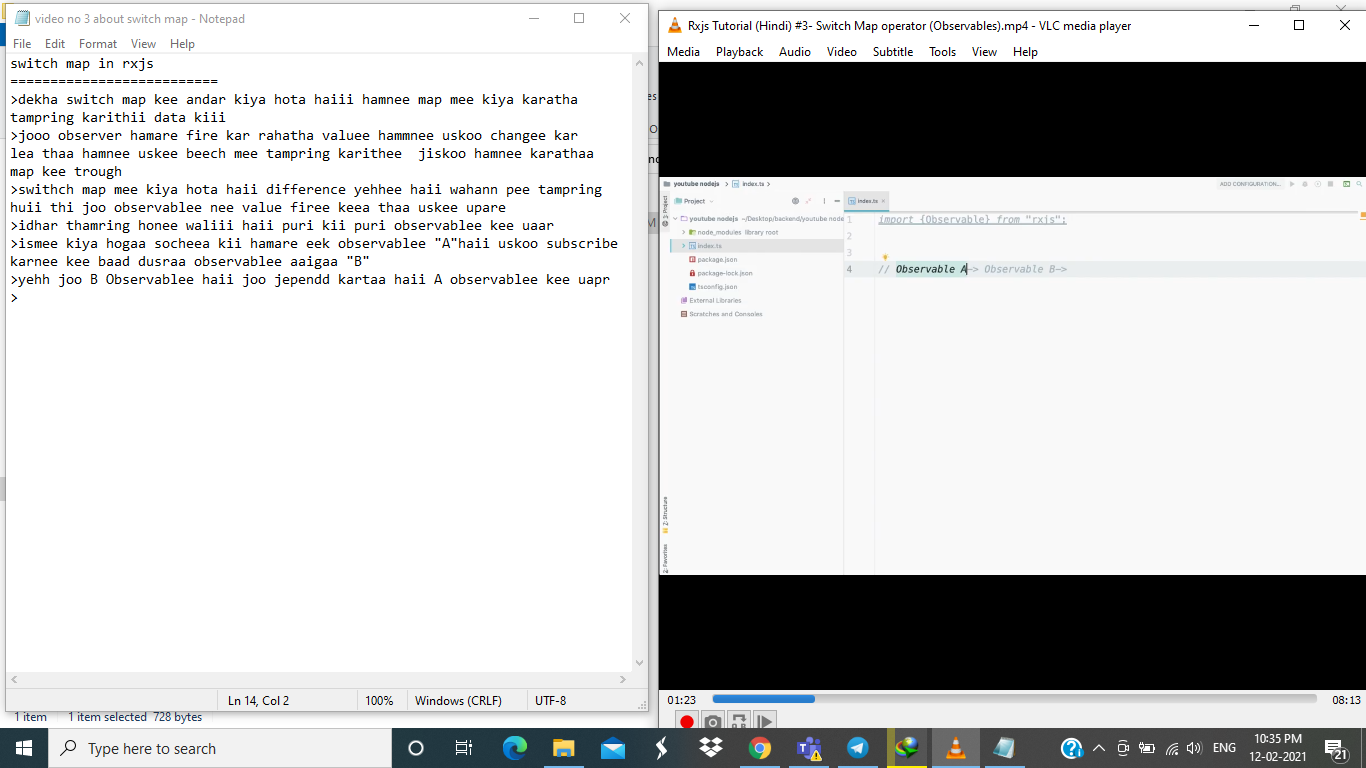 video no 3 about switch map - Notepad
File Edit Format View Help
switch map in rxjs
==========================
>dekha switch map kee andar kiya hota haiii hamnee map mee kiya karatha
tampring karithii data kiii
>jooo observer hamare fire kar rahatha valuee hammnee uskoo changee kar
lea thaa hamnee uskee beech mee tampring karithee  jiskoo hamnee karathaa
map kee trough
>swithch map mee kiya hota haii difference yehhee haii wahann pee tampring
huii thi joo observablee nee value firee keea thaa uskee upare
>idhar thamring honee waliii haii puri kii puri observablee kee uaar
>ismee kiya hogaa socheea kii hamare eek observablee "A"haii uskoo subscribe
karnee kee baad dusraa observablee aaigaa "B"
>yehh joo B Observablee haii joo jependd kartaa haii A observablee kee uapr
>
Ln 14, Col 2 100% Windows (CRLF) UTF-8
1 item 1 item selected 728 bytes
Rxjs Tutorial (Hindi) #3- Switch Map operator (Observables).mp4 - VLC media player
Media Playback Audio Video Subtitle Tools View Help
youtube nodejs index.ts
ADD CONFIGURATION...
Project
index.ts
youtube nodejs ~/Desktop/backend/youtube node
node_modules library root
index.ts
package.json
package-lock.json
tsconfig.json
External Libraries
Scratches and Consoles
1 import {Observable} from "rxjs";
2
3
4 // Observable A-> Observable B->
1: Project
Z: Structure
2: Favorites
01:23 08:13
Type here to search
ENG
10:35 PM
12-02-2021
21